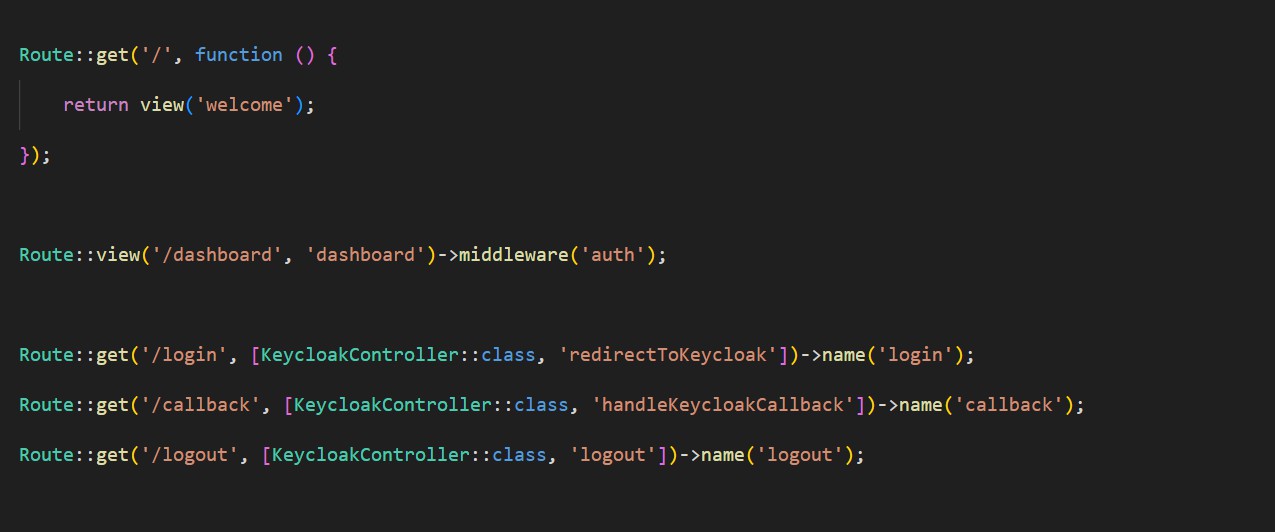 Route::get('/', function () {
    return view('welcome');
});
Route::view('/dashboard', 'dashboard')->middleware('auth');
Route::get('/login', [KeycloakController::class, 'redirectToKeycloak'])->name('login');
Route::get('/callback', [KeycloakController::class, 'handleKeycloakCallback'])->name('callback');
Route::get('/logout', [KeycloakController::class, 'logout'])->name('logout');